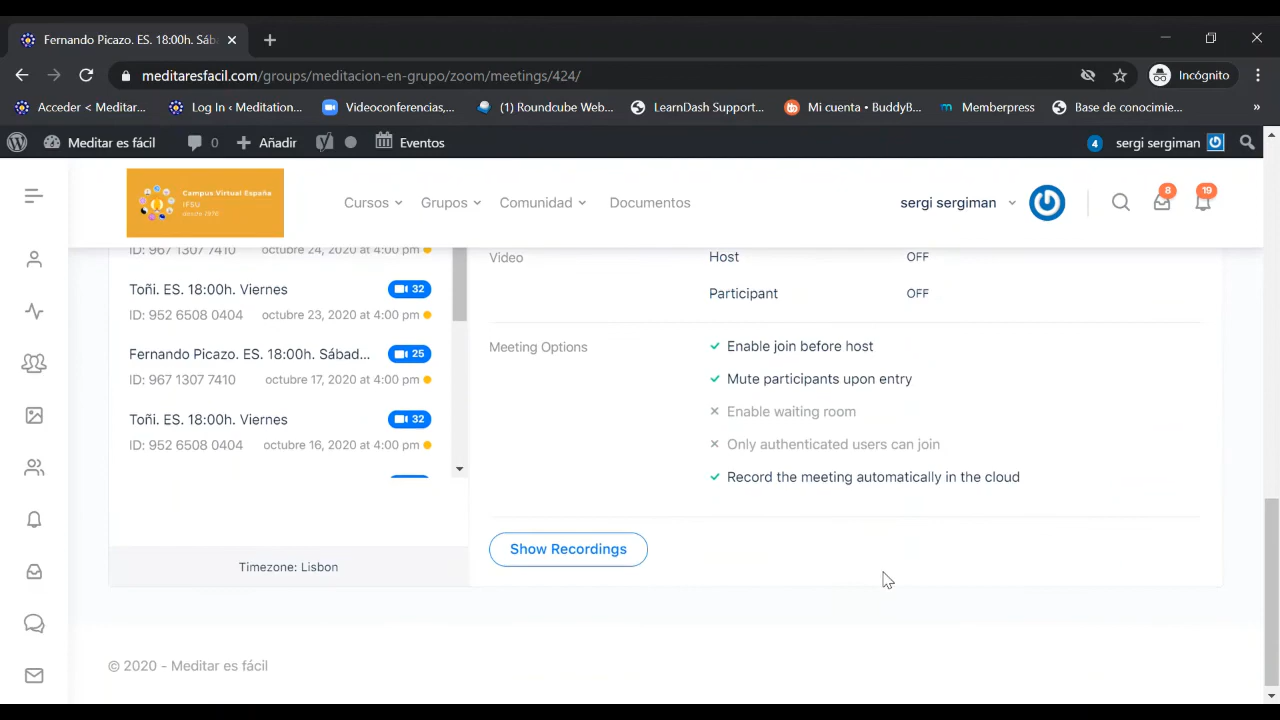 Fernando Picazo. ES. 18:00h. Sáb
meditaresfacil.com/groups/meditacion-en-grupo/zoom/meetings/424/
Incógnito
Acceder < Meditar...
Log In ‹ Meditation...
Videoconferencias,...
(1) Roundcube Web...
LearnDash Support...
Mi cuenta • BuddyB...
Memberpress
Base de conocimie...
»
Meditar es fácil
0
Añadir
Eventos
4
sergi sergiman
Campus Virtual España
IFSU
desde 1976
Cursos
Grupos
Comunidad
Documentos
sergi sergiman
8
19
ID: 967 1307 7410 octubre 24, 2020 at 4:00 pm
Toñi. ES. 18:00h. Viernes 32
ID: 952 6508 0404 octubre 23, 2020 at 4:00 pm
Fernando Picazo. ES. 18:00h. Sábad... 25
ID: 967 1307 7410 octubre 17, 2020 at 4:00 pm
Toñi. ES. 18:00h. Viernes 32
ID: 952 6508 0404 octubre 16, 2020 at 4:00 pm
Timezone: Lisbon
Video
Host OFF
Participant OFF
Meeting Options
Enable join before host
Mute participants upon entry
Enable waiting room
Only authenticated users can join
Record the meeting automatically in the cloud
Show Recordings
© 2020 - Meditar es fácil